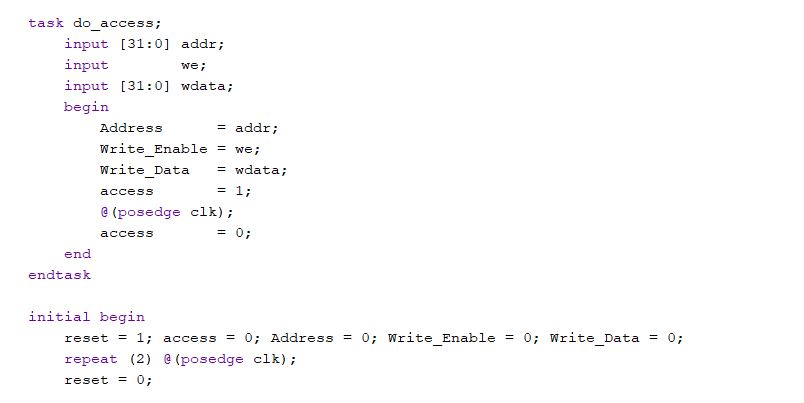 task do_access;
    input [31:0] addr;
    input        we;
    input [31:0] wdata;
    begin
        Address      = addr;
        Write_Enable = we;
        Write_Data   = wdata;
        access       = 1;
        @(posedge clk);
        access       = 0;
    end
endtask

initial begin
    reset = 1; access = 0; Address = 0; Write_Enable = 0; Write_Data = 0;
    repeat (2) @(posedge clk);
    reset = 0;